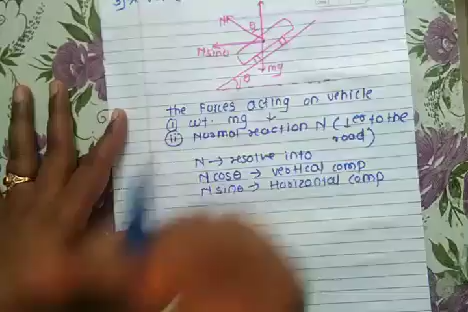 N
θ
N sinθ
mg
θ
the Forces acting on vehicle
(i) wt. mg ↓
(ii) Normal reaction N (⊥er to the road)
N → resolve into
N cosθ → vertical comp
N sinθ → Horizontal comp